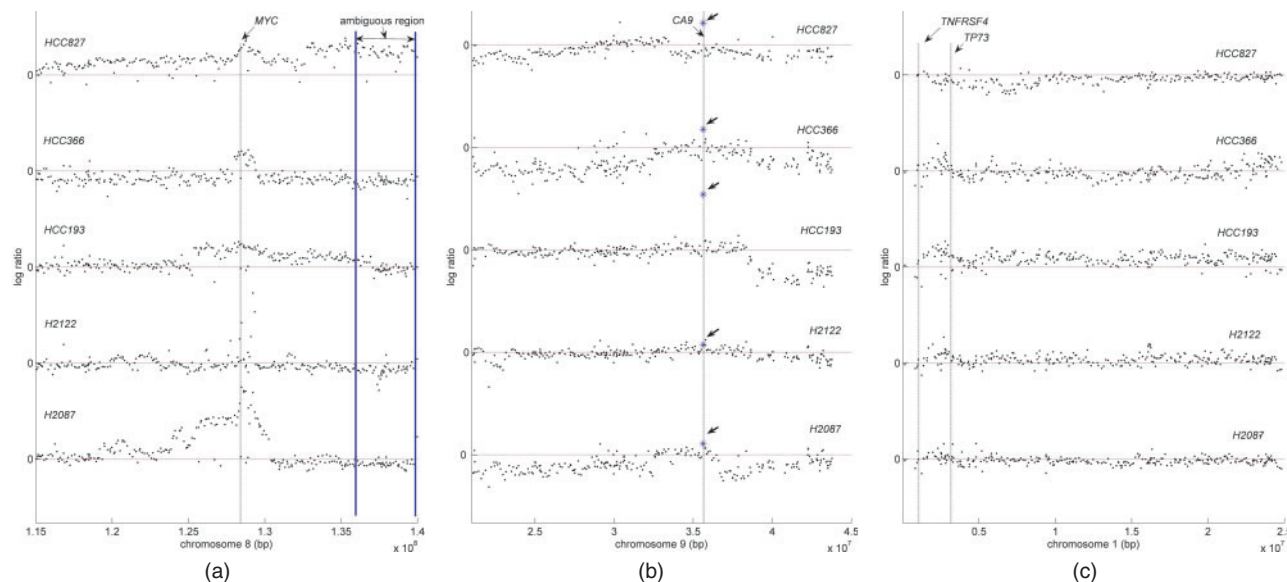 MYC
ambiguous region
HCC827
0
HCC366
0
HCC193
0
H2122
0
H2087
0
log ratio
1.15
1.2
1.25
1.3
1.35
1.4
chromosome 8 (bp)
x 10⁸
(a)
CA9
HCC827
0
HCC366
0
HCC193
0
H2122
0
H2087
0
log ratio
2.5
3
3.5
4
4.5
chromosome 9 (bp)
x 10⁷
(b)
TNFRSF4
TP73
HCC827
0
HCC366
0
HCC193
0
H2122
0
H2087
0
log ratio
0.5
1
1.5
2
2.5
chromosome 1 (bp)
x 10⁷
(c)